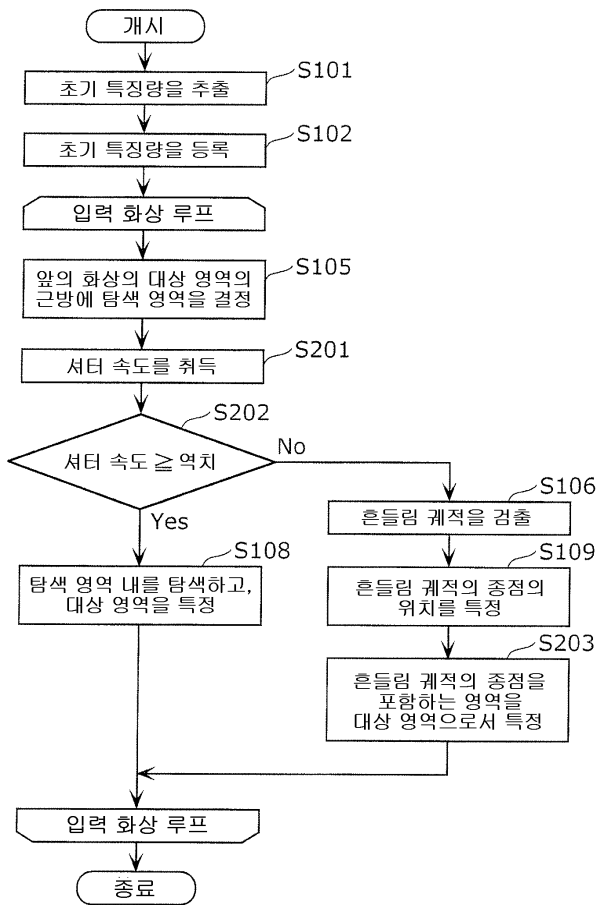 개시
초기 특징량을 추출
S101
초기 특징량을 등록
S102
입력 화상 루프
앞의 화상의 대상 영역의
근방에 탐색 영역을 결정
S105
셔터 속도를 취득
S201
셔터 속도 ≧ 역치
S202
No
Yes
흔들림 궤적을 검출
S106
탐색 영역 내를 탐색하고,
대상 영역을 특정
S108
흔들림 궤적의 종점의
위치를 특정
S109
흔들림 궤적의 종점을
포함하는 영역을
대상 영역으로서 특정
S203
입력 화상 루프
종료